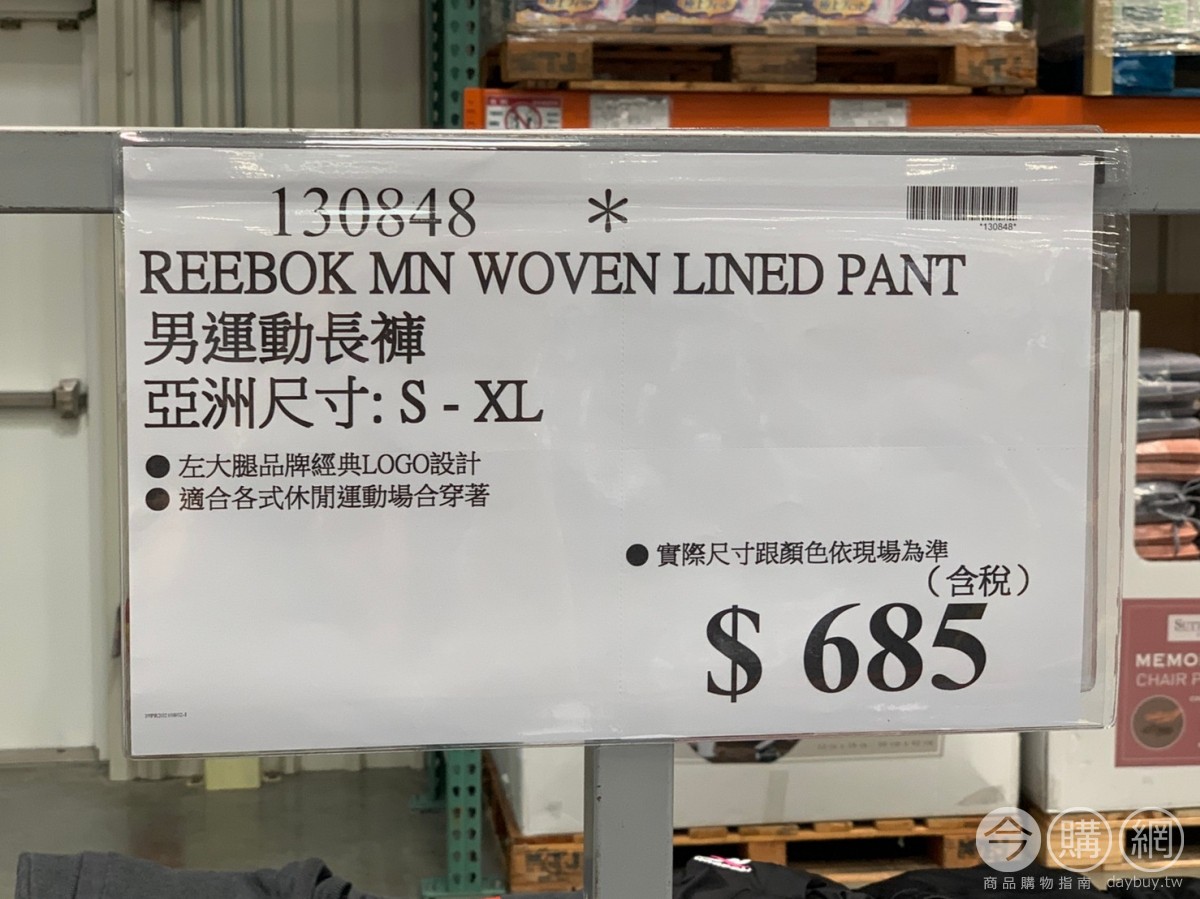 130848 *
*130848*
REEBOK MN WOVEN LINED PANT
男運動長褲
亞洲尺寸: S - XL
● 左大腿品牌經典LOGO設計
● 適合各式休閒運動場合穿著
● 實際尺寸跟顏色依現場為準
（含稅）
$ 685
MEMO
CHAIR P
今購網
商品購物指南 daybuy.tw